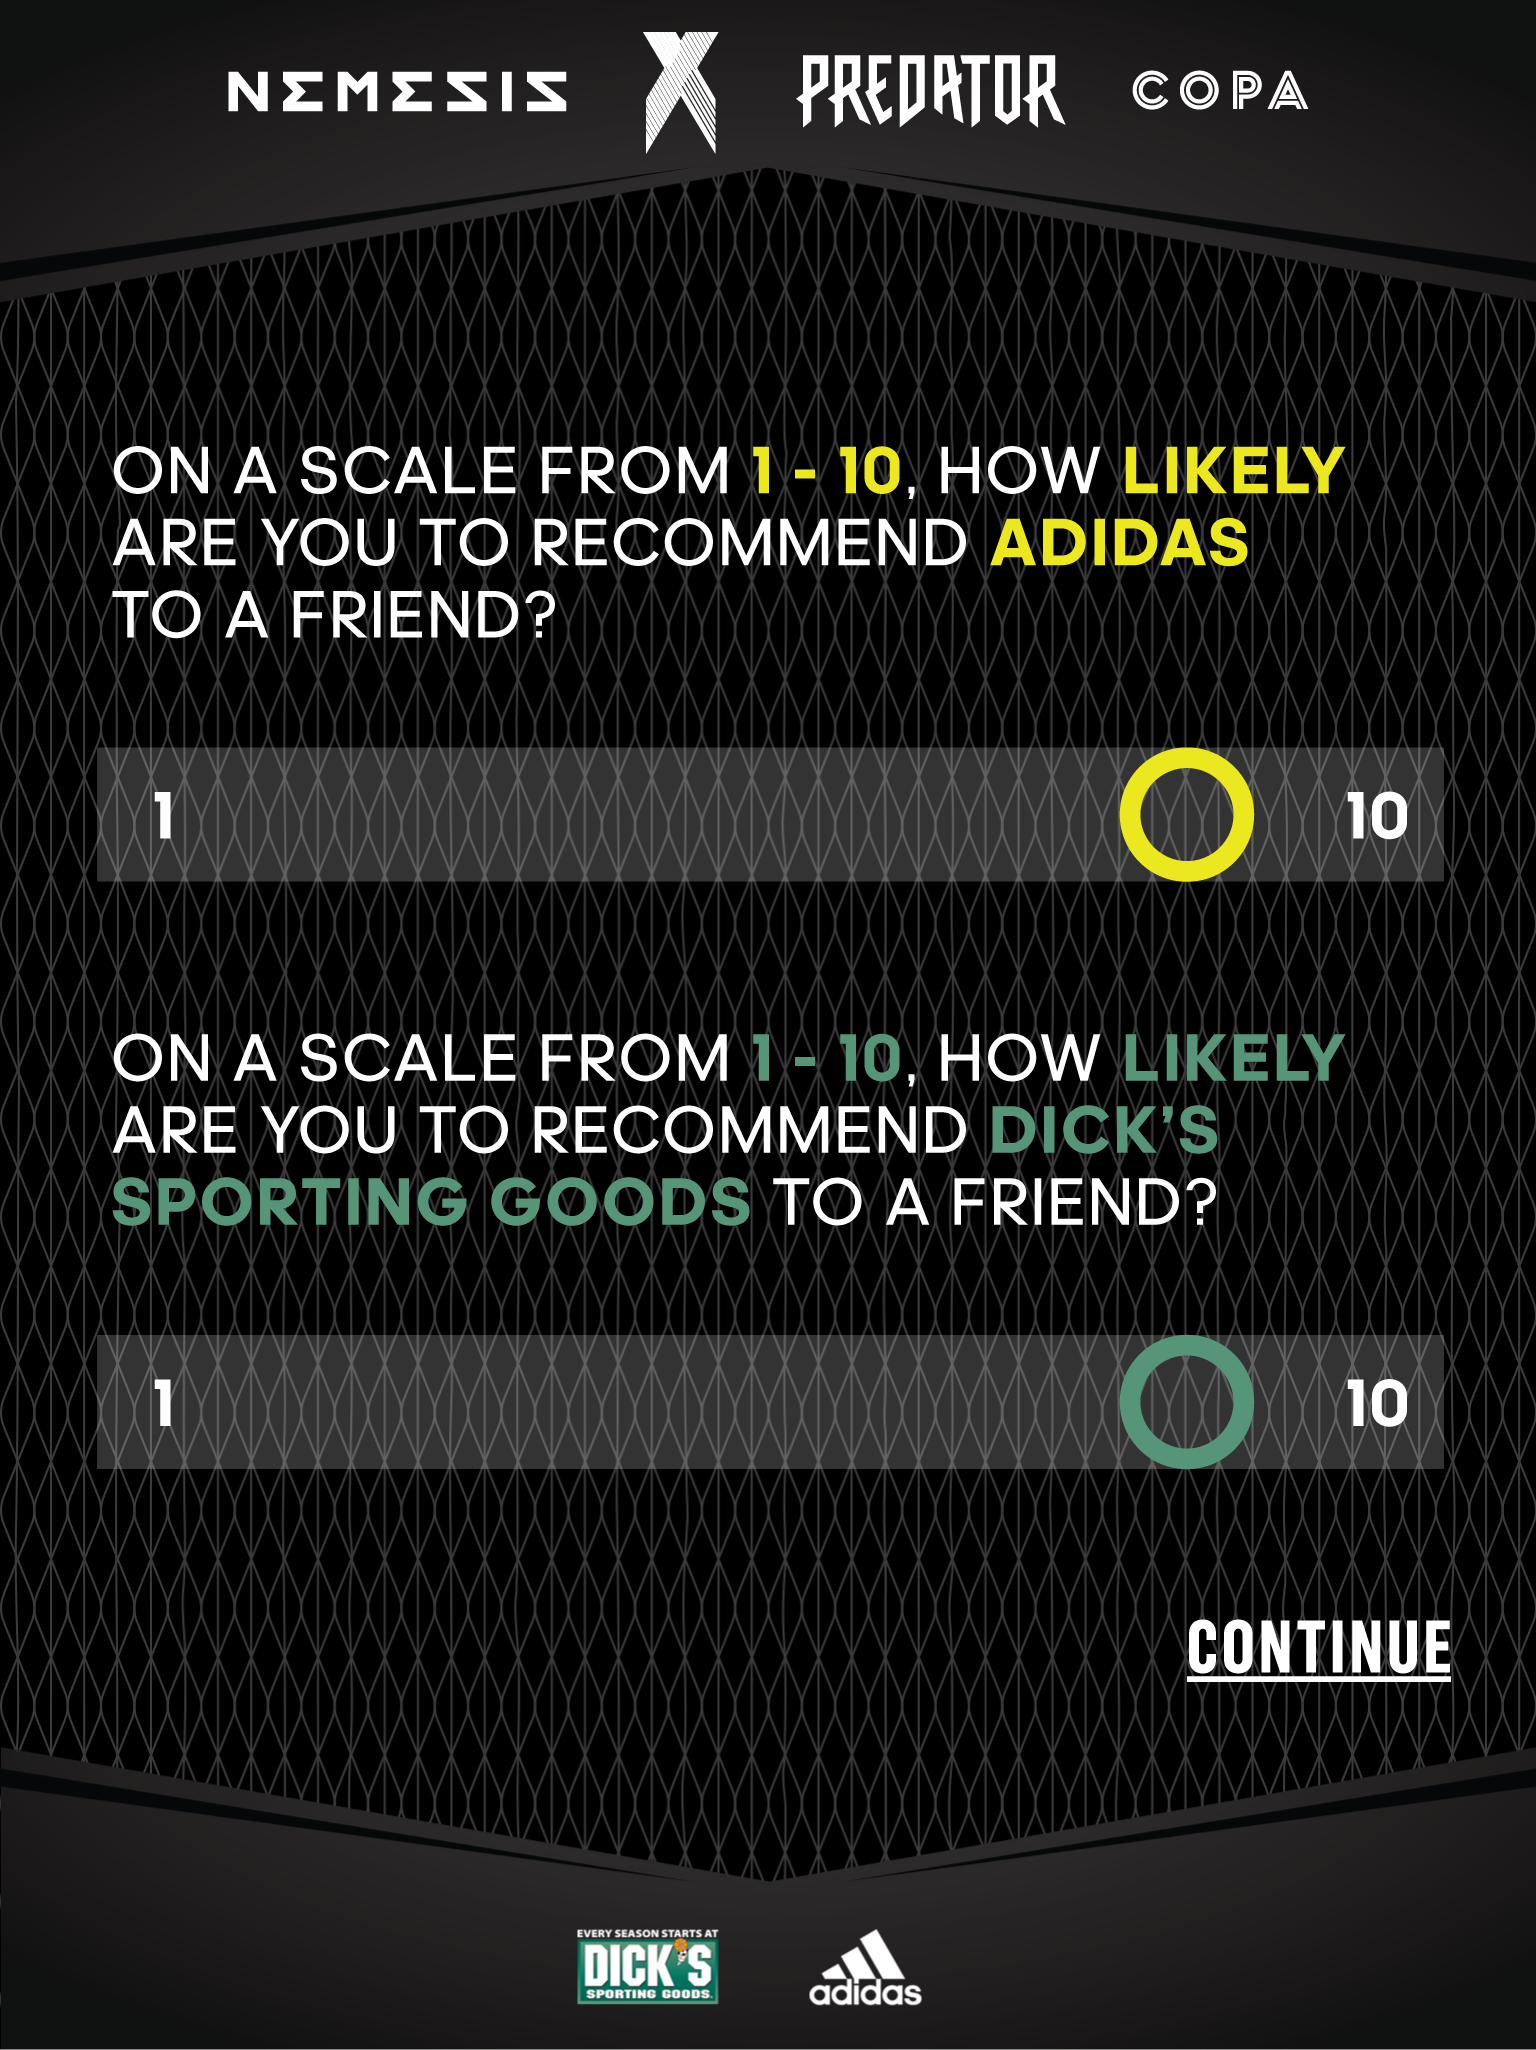 NEMESIS X PREDATOR COPA
ON A SCALE FROM 1 - 10, HOW LIKELY
ARE YOU TO RECOMMEND ADIDAS
TO A FRIEND?
1 10
ON A SCALE FROM 1 - 10, HOW LIKELY
ARE YOU TO RECOMMEND DICK’S
SPORTING GOODS TO A FRIEND?
1 10
CONTINUE
EVERY SEASON STARTS AT
DICK'S
SPORTING GOODS.
adidas